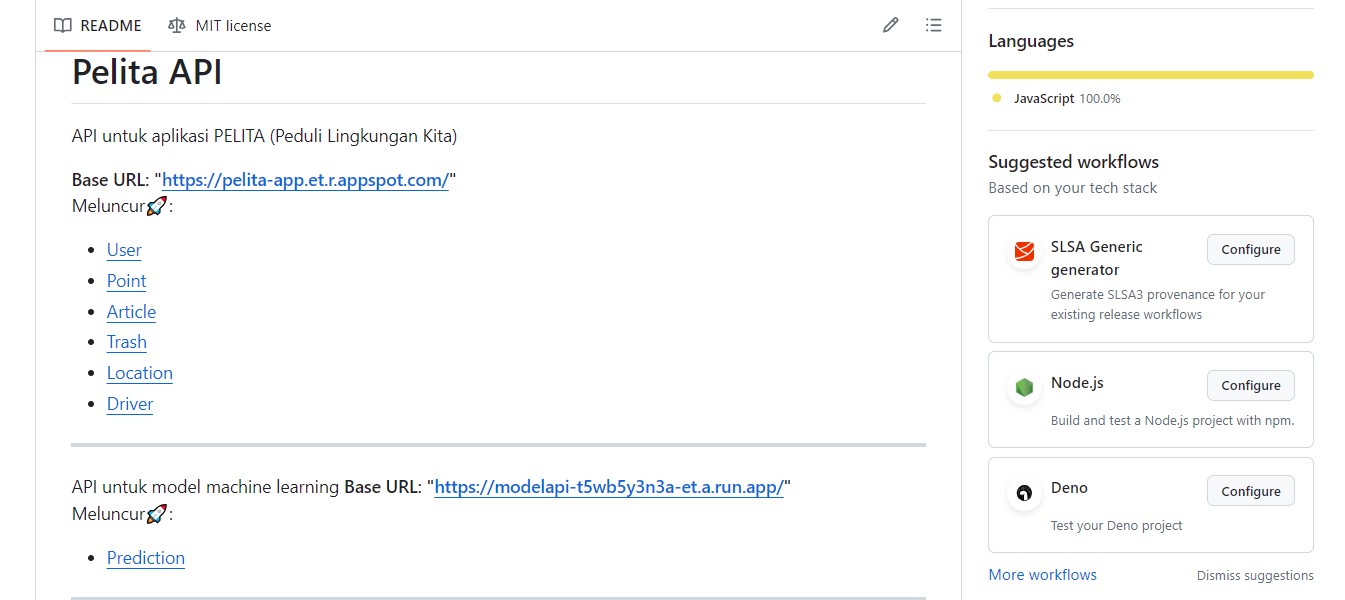 README
MIT license
Pelita API
API untuk aplikasi PELITA (Peduli Lingkungan Kita)
Base URL: "https://pelita-app.et.r.appspot.com/"
Meluncur🚀:
User
Point
Article
Trash
Location
Driver
API untuk model machine learning Base URL: "https://modelapi-t5wb5y3n3a-et.a.run.app/"
Meluncur🚀:
Prediction
Languages
JavaScript 100.0%
Suggested workflows
Based on your tech stack
SLSA Generic
generator
Configure
Generate SLSA3 provenance for your
existing release workflows
Node.js
Configure
Build and test a Node.js project with npm.
Deno
Configure
Test your Deno project
More workflows
Dismiss suggestions